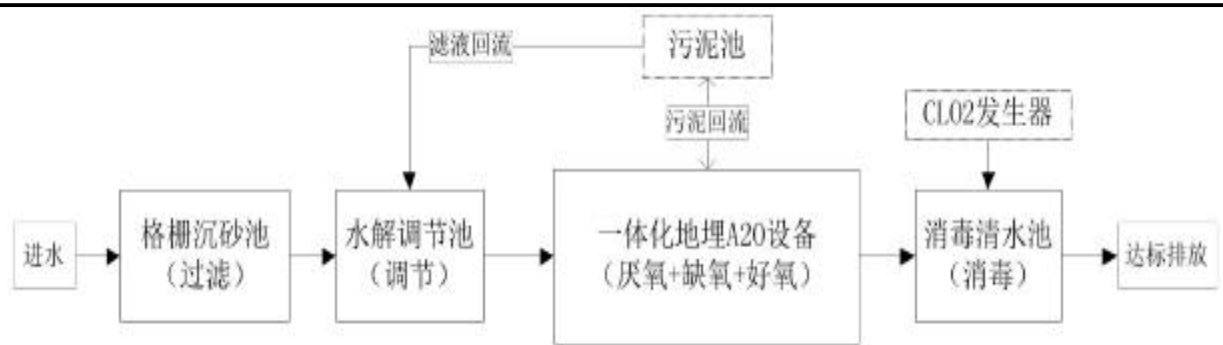 滤液回流
污泥池
污泥回流
CLO2发生器
进水
格栅沉砂池
（过滤）
水解调节池
（调节）
一体化地埋A2O设备
（厌氧+缺氧+好氧）
消毒清水池
（消毒）
达标排放